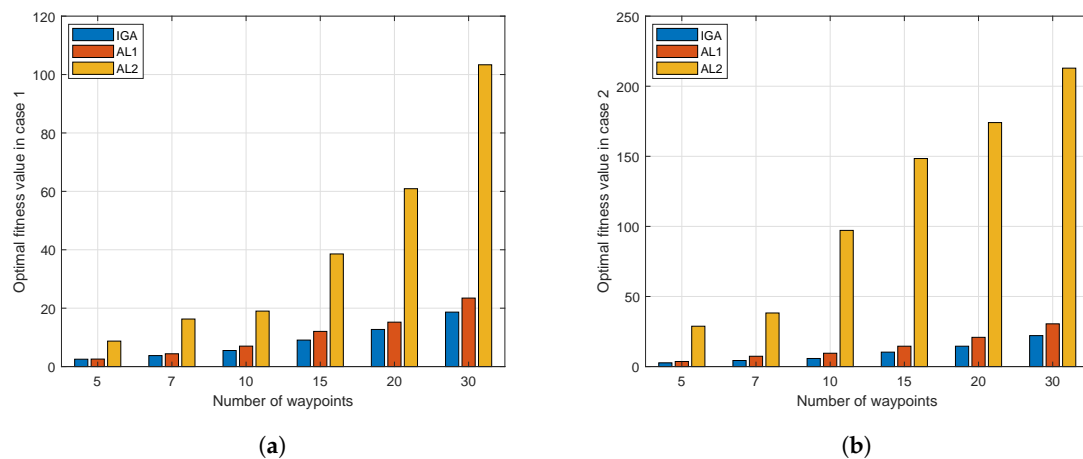 120
100
80
60
40
20
0
Optimal fitness value in case 1
IGA
AL1
AL2
5 7 10 15 20 30
Number of waypoints
(a)
250
200
150
100
50
0
Optimal fitness value in case 2
IGA
AL1
AL2
5 7 10 15 20 30
Number of waypoints
(b)